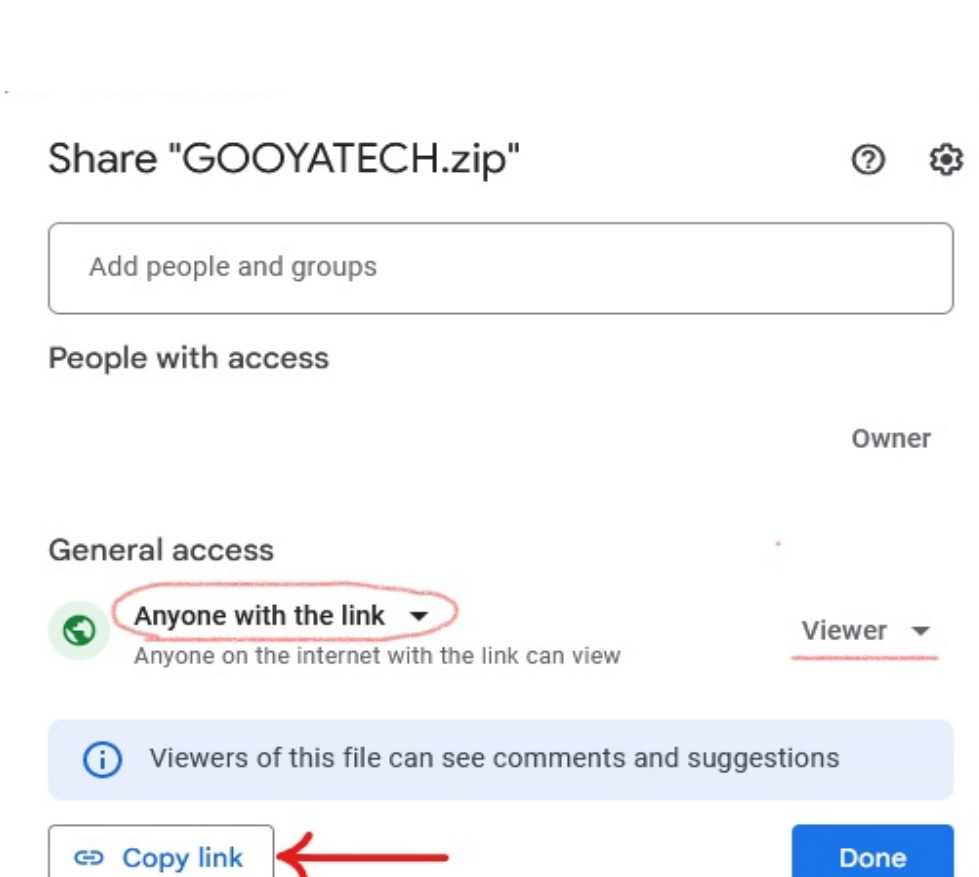 Share "GOOYATECH.zip"
Add people and groups
People with access
Owner
General access
Anyone with the link
Anyone on the internet with the link can view
Viewer
Viewers of this file can see comments and suggestions
Copy link
Done